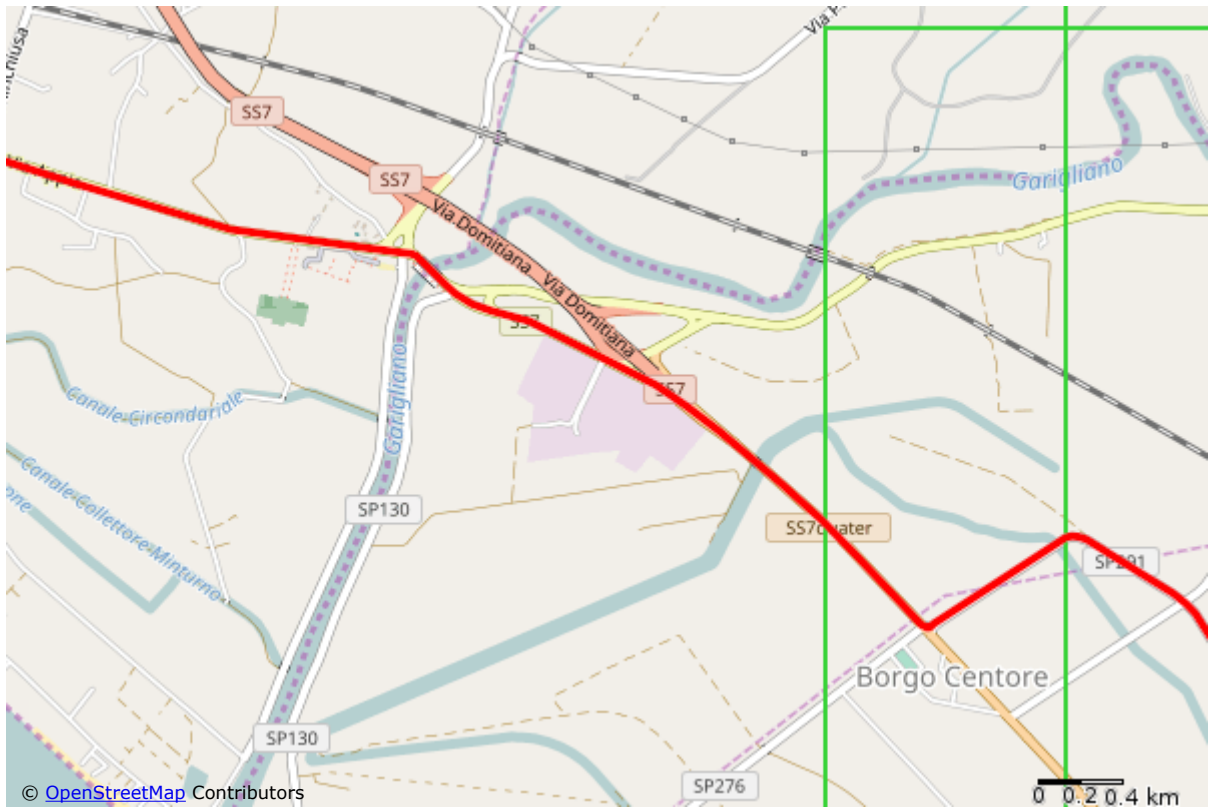 SS7
SS7
Via Domitiana
Via Domitiana
Garigliano
SS7
SS7
Garigliano
Canale Circondariale
Canale Collettore Minturno
SP130
SS7quater
SP291
Borgo Centore
SP130
SP276
© OpenStreetMap Contributors
0 0.2 0.4 km